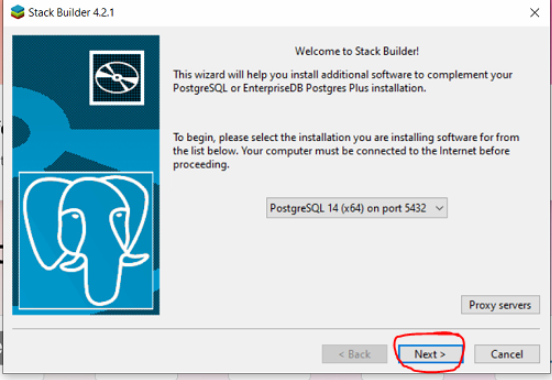 Stack Builder 4.2.1
Welcome to Stack Builder!
This wizard will help you install additional software to complement your
PostgreSQL or EnterpriseDB Postgres Plus installation.
To begin, please select the installation you are installing software for from
the list below. Your computer must be connected to the Internet before
proceeding.
PostgreSQL 14 (x64) on port 5432
Proxy servers
< Back
Next >
Cancel